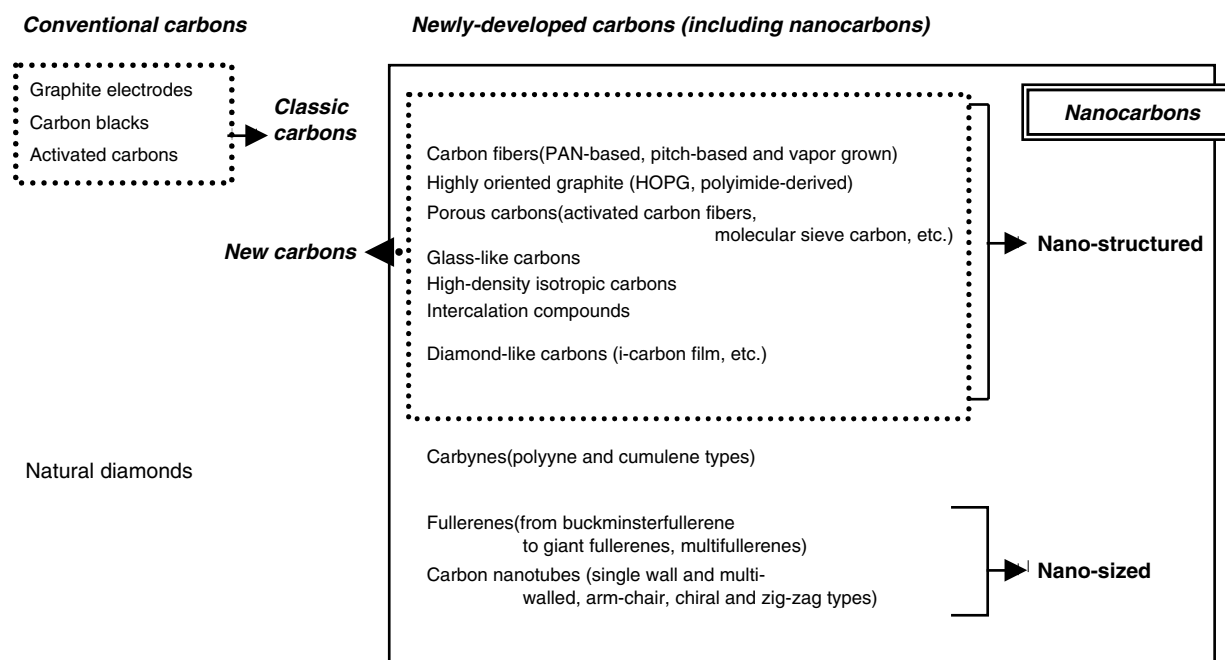 Conventional carbons
Newly-developed carbons (including nanocarbons)
Graphite electrodes
Carbon blacks
Activated carbons
Classic
carbons
Nanocarbons
Carbon fibers(PAN-based, pitch-based and vapor grown)
Highly oriented graphite (HOPG, polyimide-derived)
Porous carbons(activated carbon fibers,
molecular sieve carbon, etc.)
New carbons
Nano-structured
Glass-like carbons
High-density isotropic carbons
Intercalation compounds
Diamond-like carbons (i-carbon film, etc.)
Natural diamonds
Carbynes(polyyne and cumulene types)
Fullerenes(from buckminsterfullerene
to giant fullerenes, multifullerenes)
Carbon nanotubes (single wall and multi-
walled, arm-chair, chiral and zig-zag types)
Nano-sized